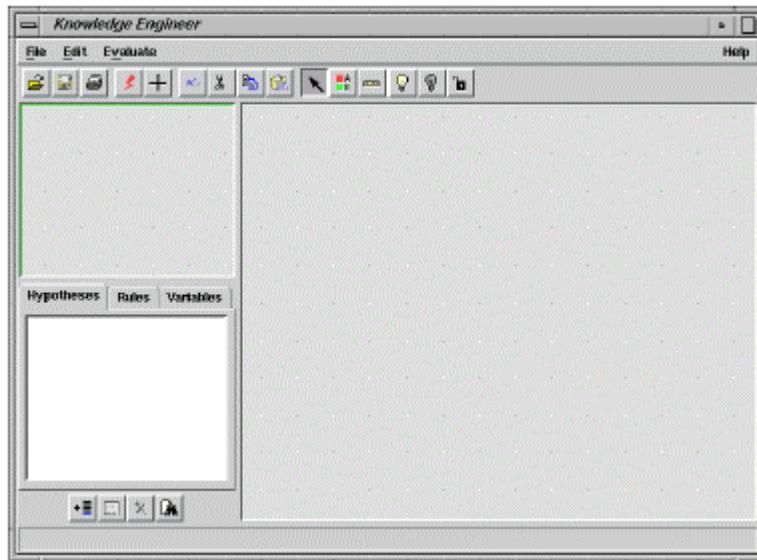 Knowledge Engineer
File Edit Evaluate Help
Hypotheses Rules Variables